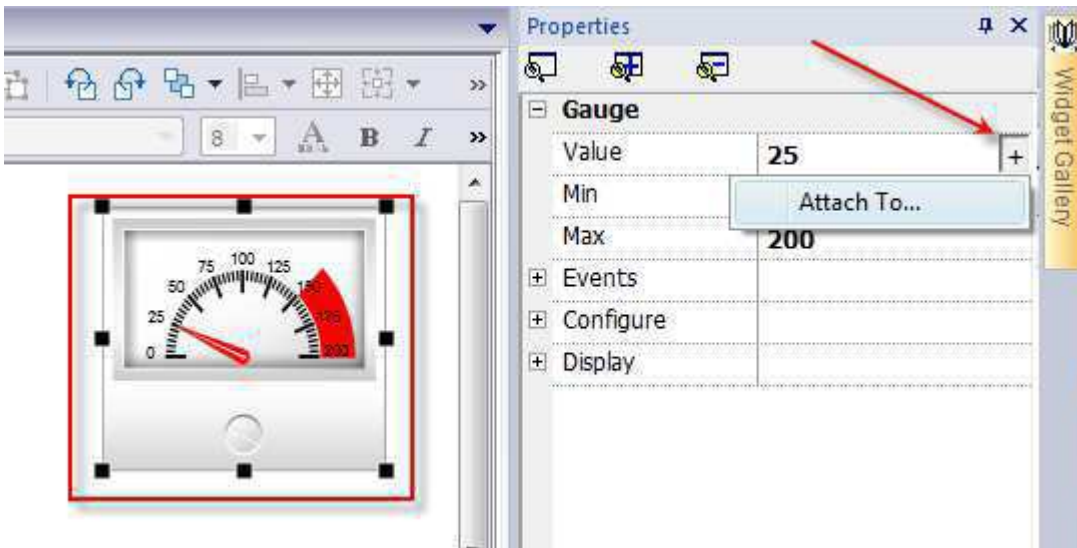 Properties
8 A B I
Gauge
Value 25
+
Attach To...
Min
Max 200
Events
Configure
Display
Widget Gallery
0
25
50
75
100
125
150
175
200